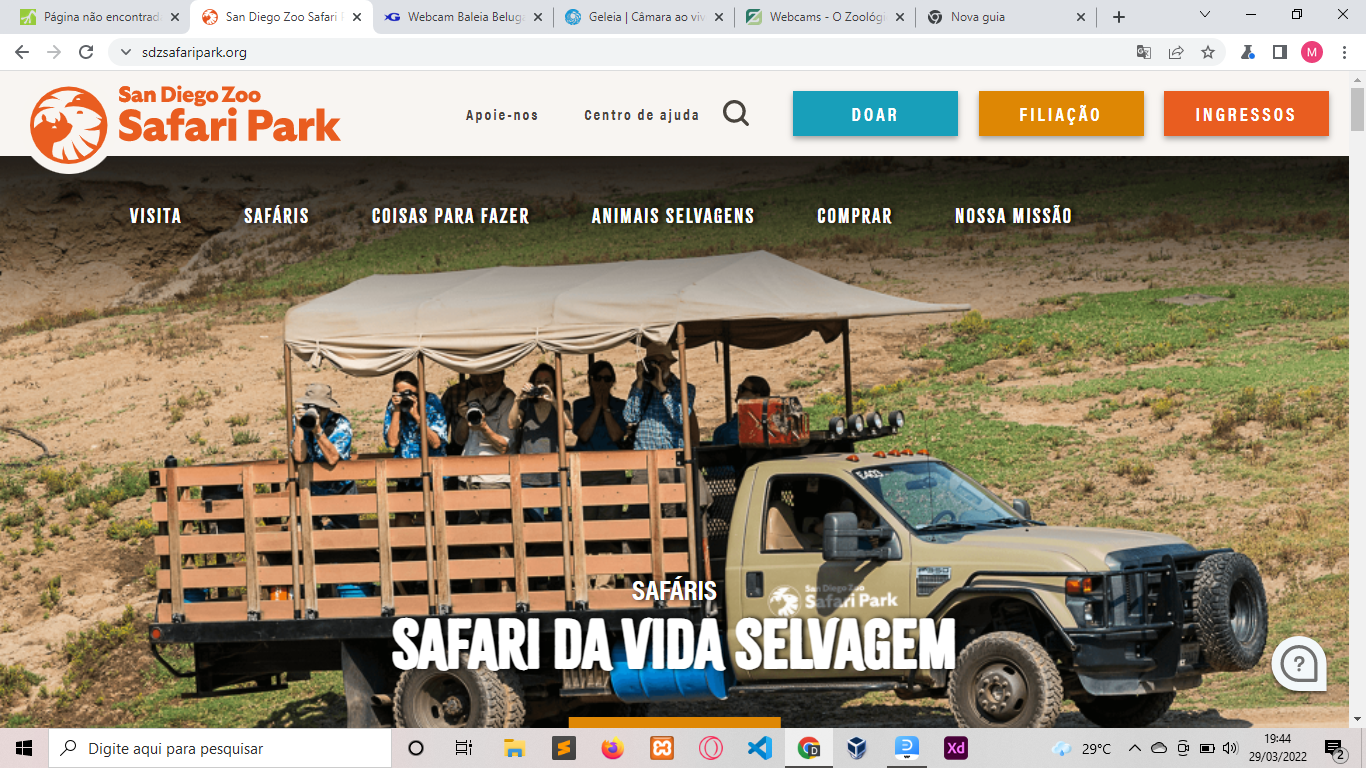 Página não encontrad
San Diego Zoo Safari
Webcam Baleia Beluga
Geleia | Câmara ao viv
Webcams - O Zoológi
Nova guia
sdzsafaripark.org
M
San Diego Zoo
Safari Park
Apoie-nos
Centro de ajuda
DOAR
FILIAÇÃO
INGRESSOS
VISITA
SAFÁRIS
COISAS PARA FAZER
ANIMAIS SELVAGENS
COMPRAR
NOSSA MISSÃO
E403
F-350
San Diego Zoo
Safari Park
SAFÁRIS
SAFARI DA VIDA SELVAGEM
?
Digite aqui para pesquisar
Xd
29°C
19:44
29/03/2022
2